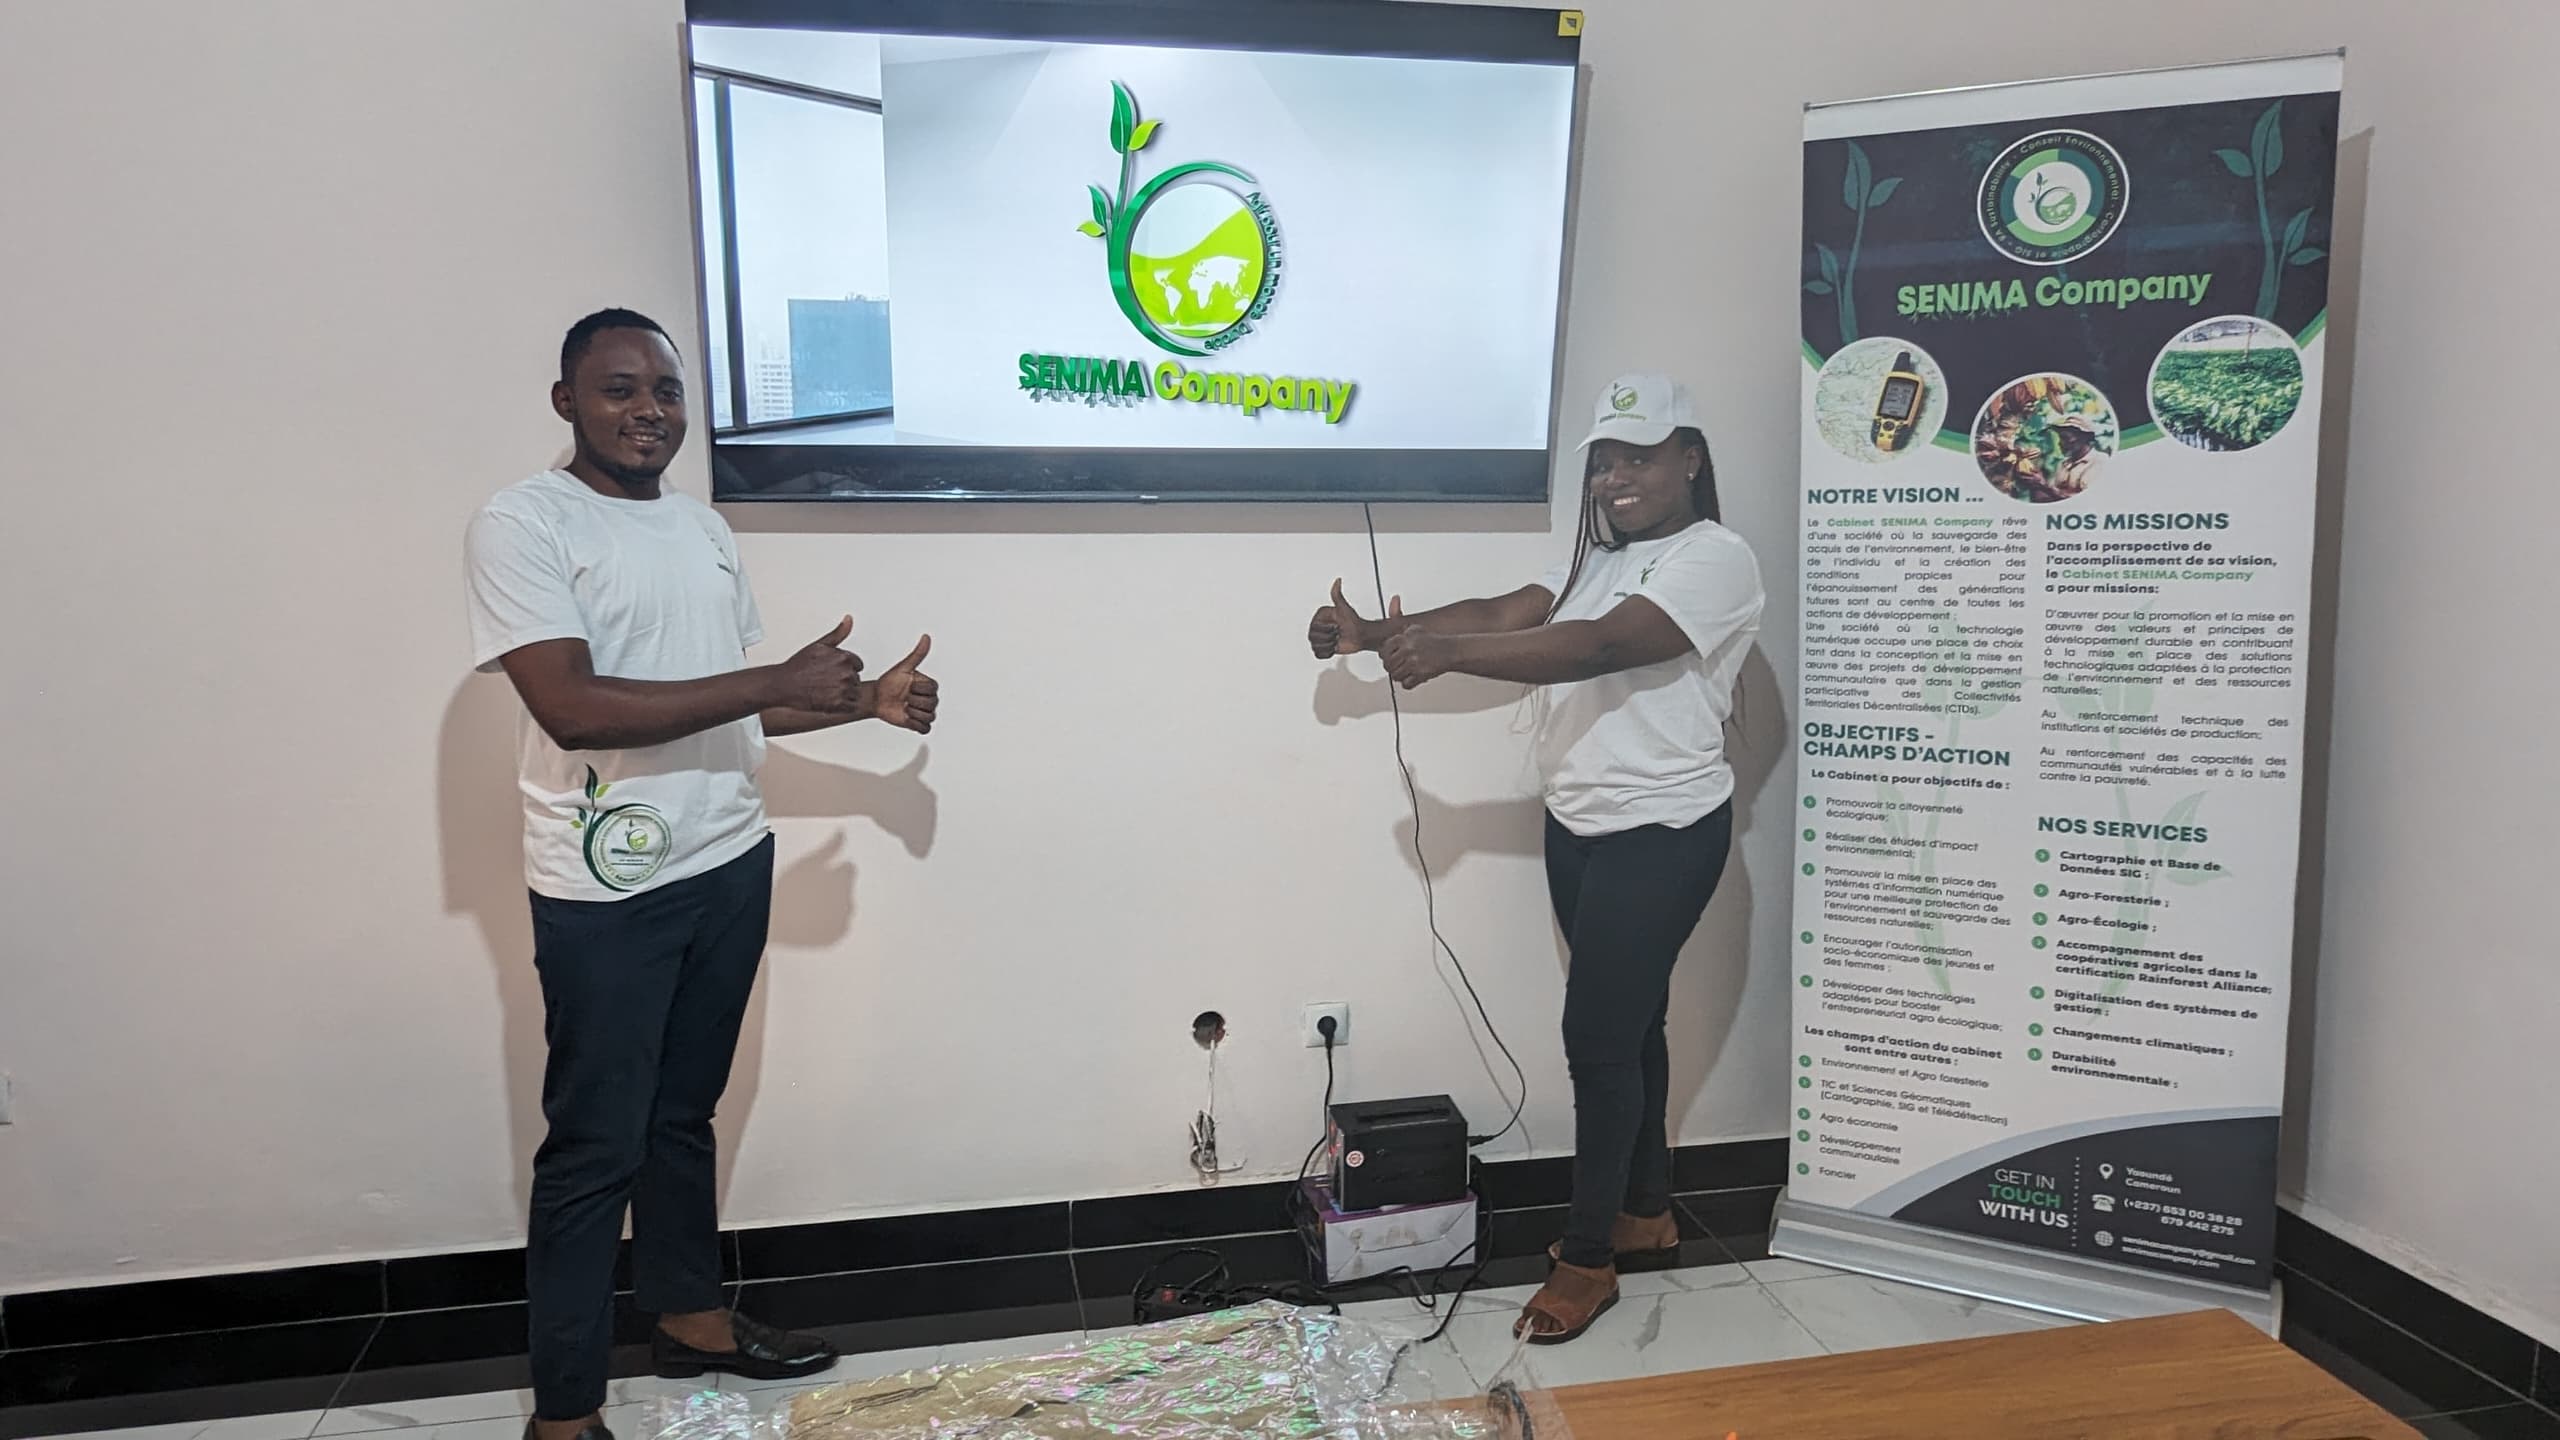 SENIMA Company
SENIMA Company
NOTRE VISION ...
Le Cabinet SENIMA Company rêve
d'une société où la sauvegarde des
acquis de l'environnement, le bien-être
de l'individu et la création des
conditions propices pour
l'épanouissement des générations
futures sont au centre de toutes les
actions de développement ;
Une société où la technologie
numérique occupe une place de choix
tant dans la conception et la mise en
œuvre des projets de développement
communautaire que dans la gestion
participative des Collectivités
Territoriales Décentralisées (CTDs).
OBJECTIFS -
CHAMPS D'ACTION
Le Cabinet a pour objectifs de :
Promouvoir la citoyenneté
écologique;
Réaliser des études d'impact
environnemental;
Promouvoir la mise en place des
systèmes d'information numérique
pour une meilleure protection de
l'environnement et sauvegarde des
ressources naturelles;
Encourager l'autonomisation
socio-économique des jeunes et
des femmes ;
Développer des technologies
adaptées pour booster
l'entrepreneuriat agro écologique;
Les champs d'action du cabinet
sont entre autres :
Environnement et Agro foresterie
TIC et Sciences Géomatiques
(Cartographie, SIG et Télédétection)
Agro économie
Développement
communautaire
Foncier
NOS MISSIONS
Dans la perspective de
l'accomplissement de sa vision,
le Cabinet SENIMA Company
a pour missions:
D'œuvrer pour la promotion et la mise en
œuvre des valeurs et principes de
développement durable en contribuant
à la mise en place des solutions
technologiques adaptées à la protection
de l'environnement et des ressources
naturelles;
Au renforcement technique des
institutions et sociétés de production;
Au renforcement des capacités des
communautés vulnérables et à la lutte
contre la pauvreté.
NOS SERVICES
Cartographie et Base de
Données SIG ;
Agro-Foresterie ;
Agro-Écologie ;
Accompagnement des
coopératives agricoles dans la
certification Rainforest Alliance;
Digitalisation des systèmes de
gestion ;
Changements climatiques ;
Durabilité
environnementale ;
GET IN
TOUCH
WITH US
Yaoundé
Cameroun
(+237) 653 00 38 28
679 442 275
senimacompany@gmail.com
senimacompany.com